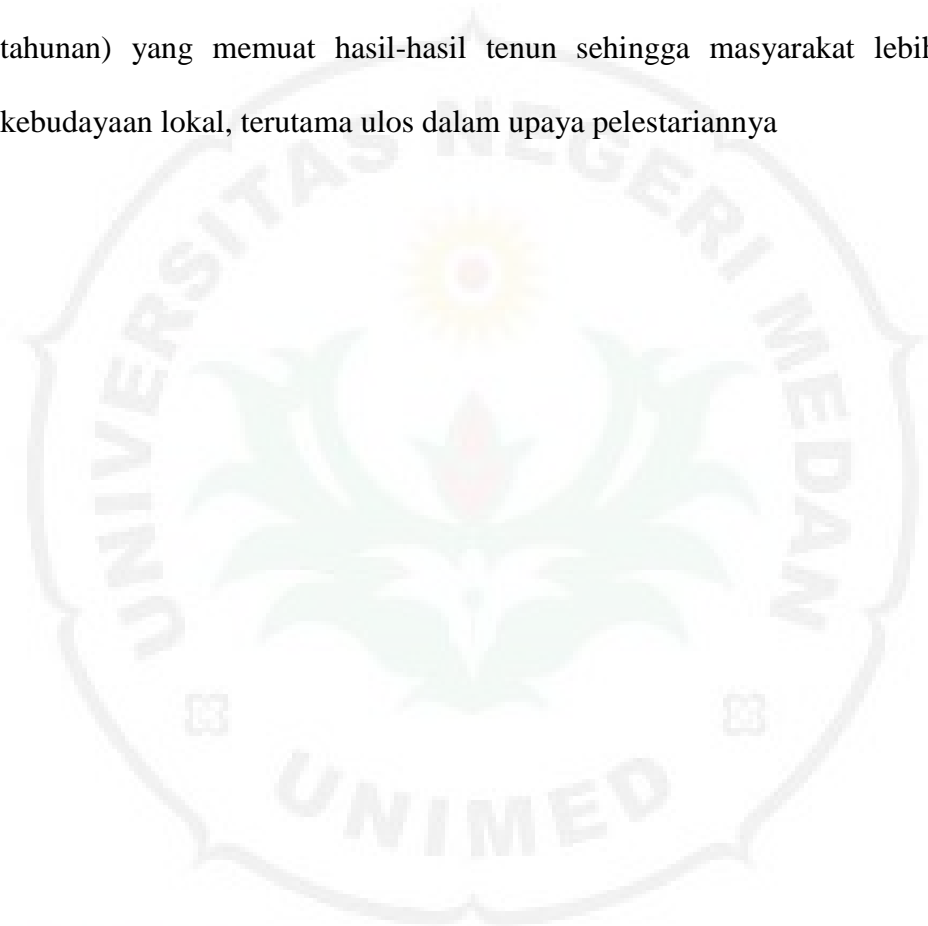 tahunan) yang memuat hasil-hasil tenun sehingga masyarakat lebih
kebudayaan lokal, terutama ulos dalam upaya pelestariannya
UNIVERSITAS NEGERI MEDAN
UNIMED